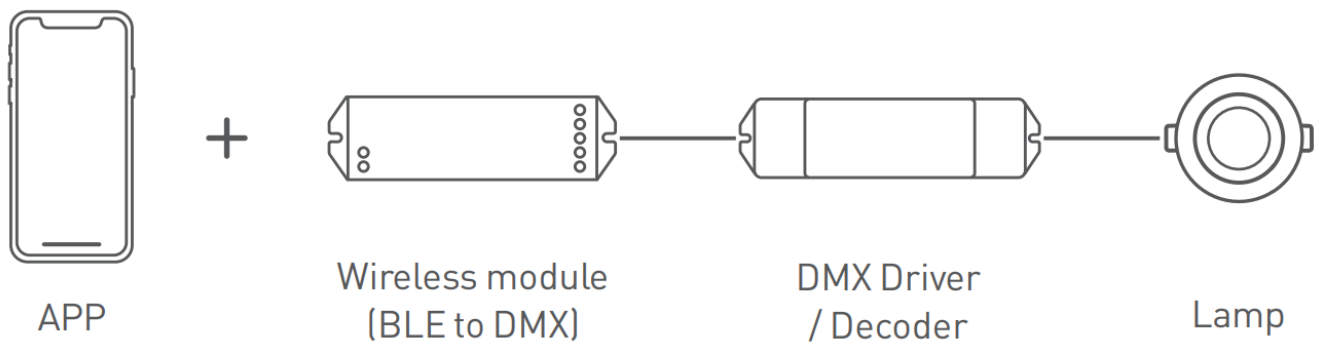 APP
Wireless module
(BLE to DMX)
DMX Driver
/ Decoder
Lamp